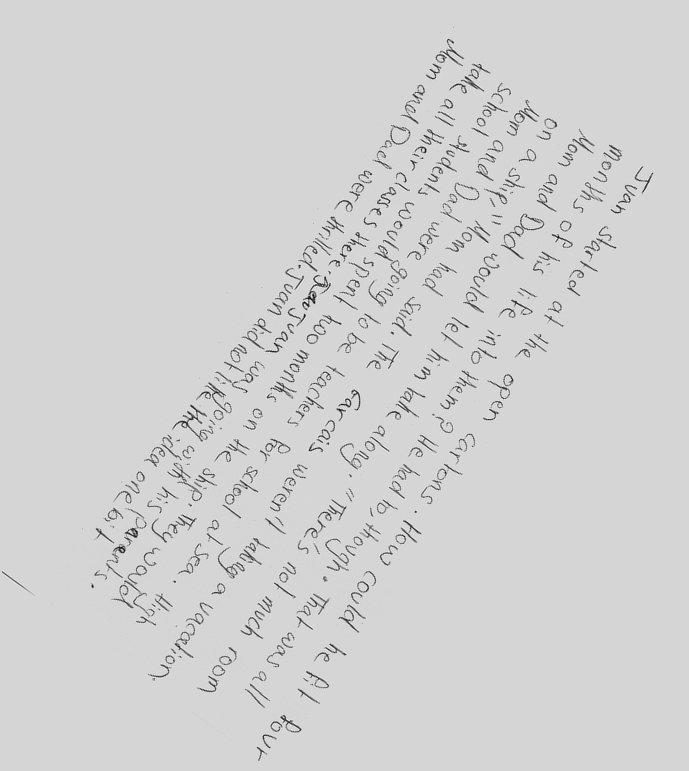 Juan started at the open cartons. How could he fit four
months of his life into them? He had to, though. That was all
Mom and Dad would let him take along. "There's not much room
on a ship," Mom had said. The Garcais weren't taking a vacation.
Mom and Dad were going to be teachers for school at sea. High
school students would spent two months on the ship. They would
take all their classes there. Juan was going with his parents.
Mom and Dad were thrilled. Juan did not like the idea one bit